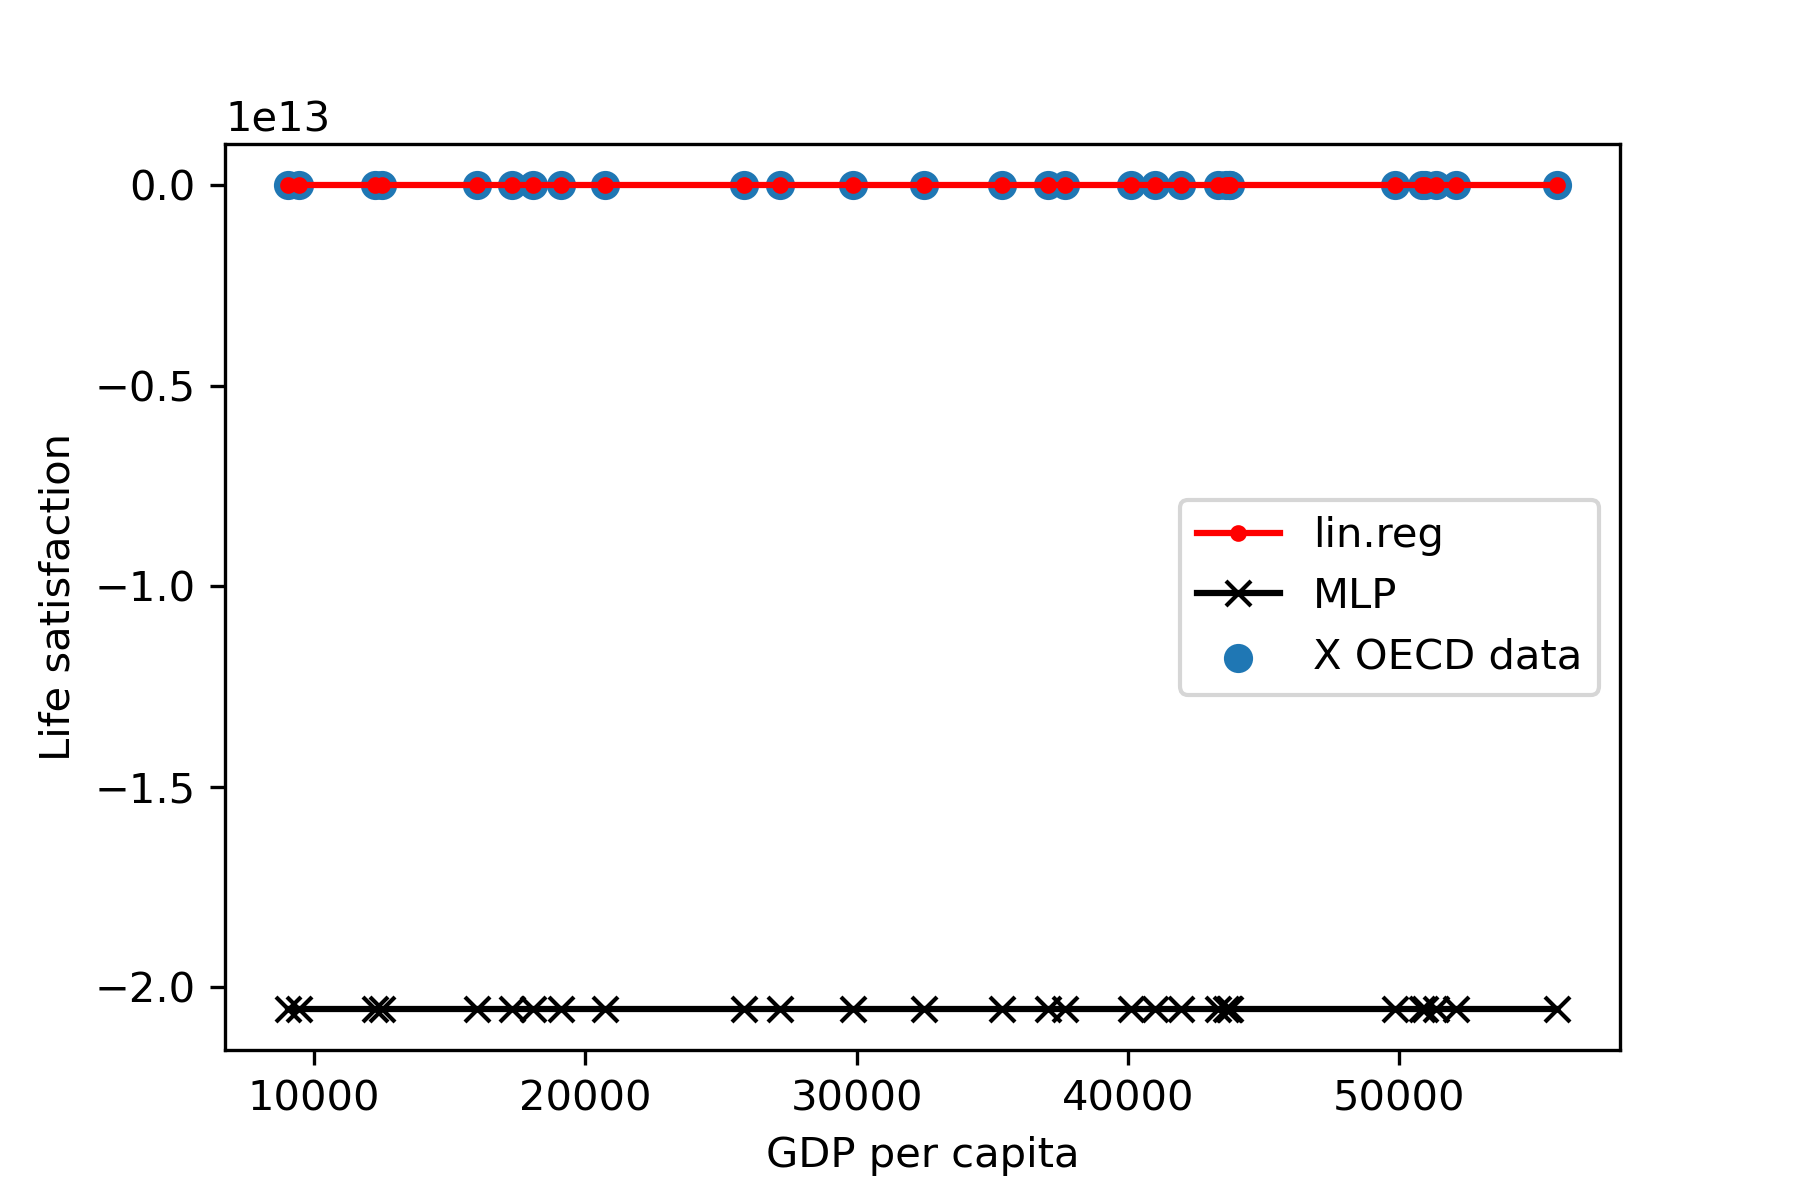 1e13
0.0
−0.5
−1.0
−1.5
−2.0
Life satisfaction
lin.reg
MLP
X OECD data
10000 20000 30000 40000 50000
GDP per capita